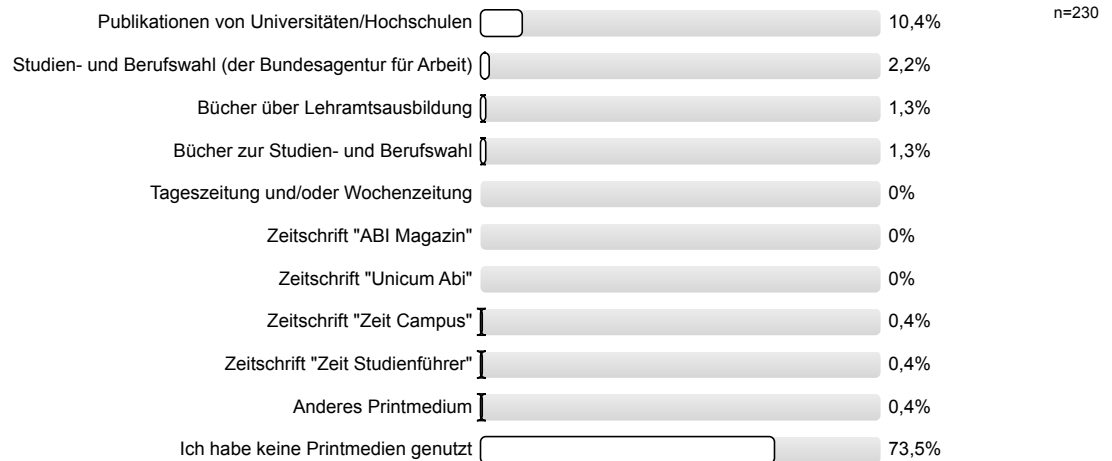 Publikationen von Universitäten/Hochschulen 10,4% n=230
Studien- und Berufswahl (der Bundesagentur für Arbeit) 2,2%
Bücher über Lehramtsausbildung 1,3%
Bücher zur Studien- und Berufswahl 1,3%
Tageszeitung und/oder Wochenzeitung 0%
Zeitschrift "ABI Magazin" 0%
Zeitschrift "Unicum Abi" 0%
Zeitschrift "Zeit Campus" 0,4%
Zeitschrift "Zeit Studienführer" 0,4%
Anderes Printmedium 0,4%
Ich habe keine Printmedien genutzt 73,5%